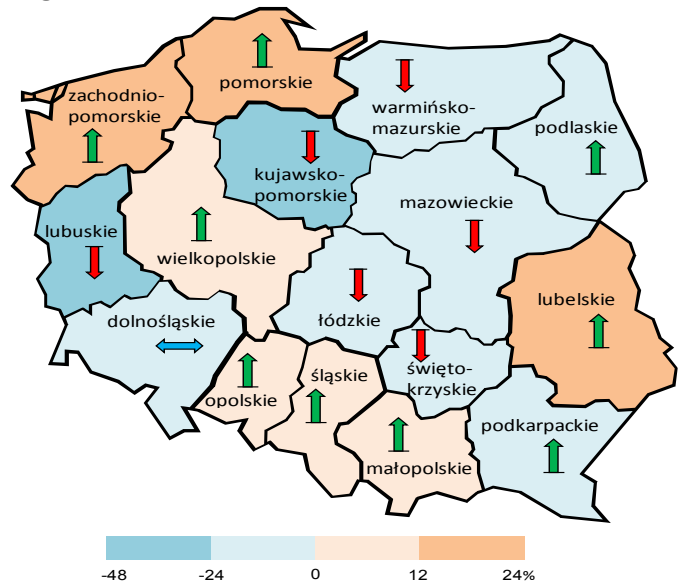 pomorskie
zachodnio-
pomorskie
warmińsko-
mazurskie
podlaskie
kujawsko-
pomorskie
mazowieckie
lubuskie
wielkopolskie
lubelskie
dolnośląskie
łódzkie
śląskie
święto-
krzyskie
opolskie
podkarpackie
małopolskie
-48 -24 0 12 24%